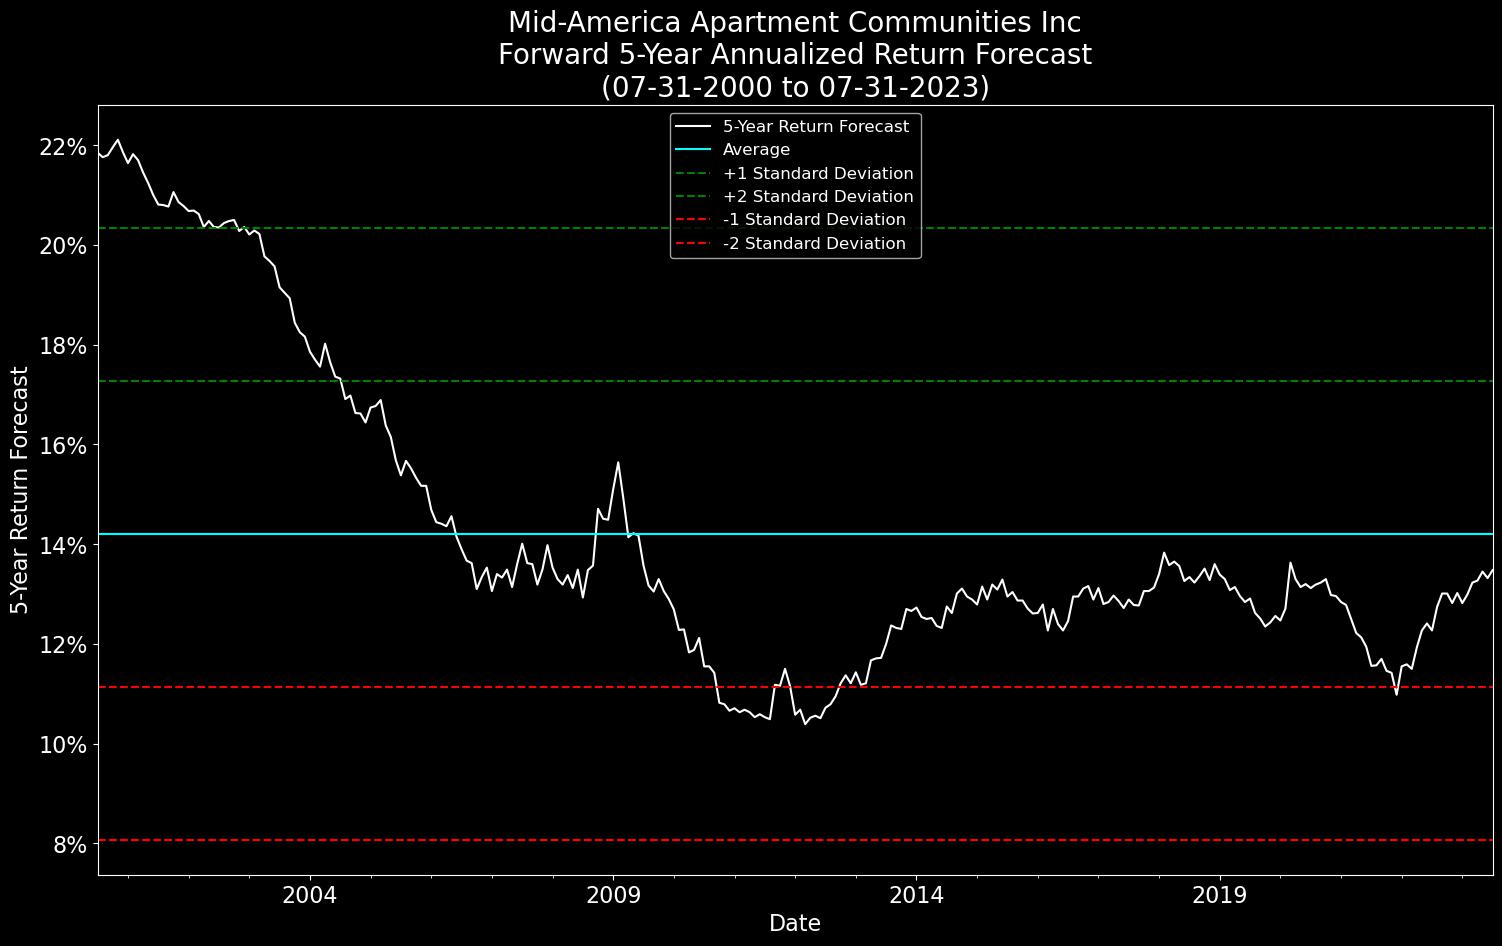 Mid-America Apartment Communities Inc
Forward 5-Year Annualized Return Forecast
(07-31-2000 to 07-31-2023)
5-Year Return Forecast
Average
+1 Standard Deviation
+2 Standard Deviation
-1 Standard Deviation
-2 Standard Deviation
5-Year Return Forecast
22%
20%
18%
16%
14%
12%
10%
8%
2004
2009
2014
2019
Date